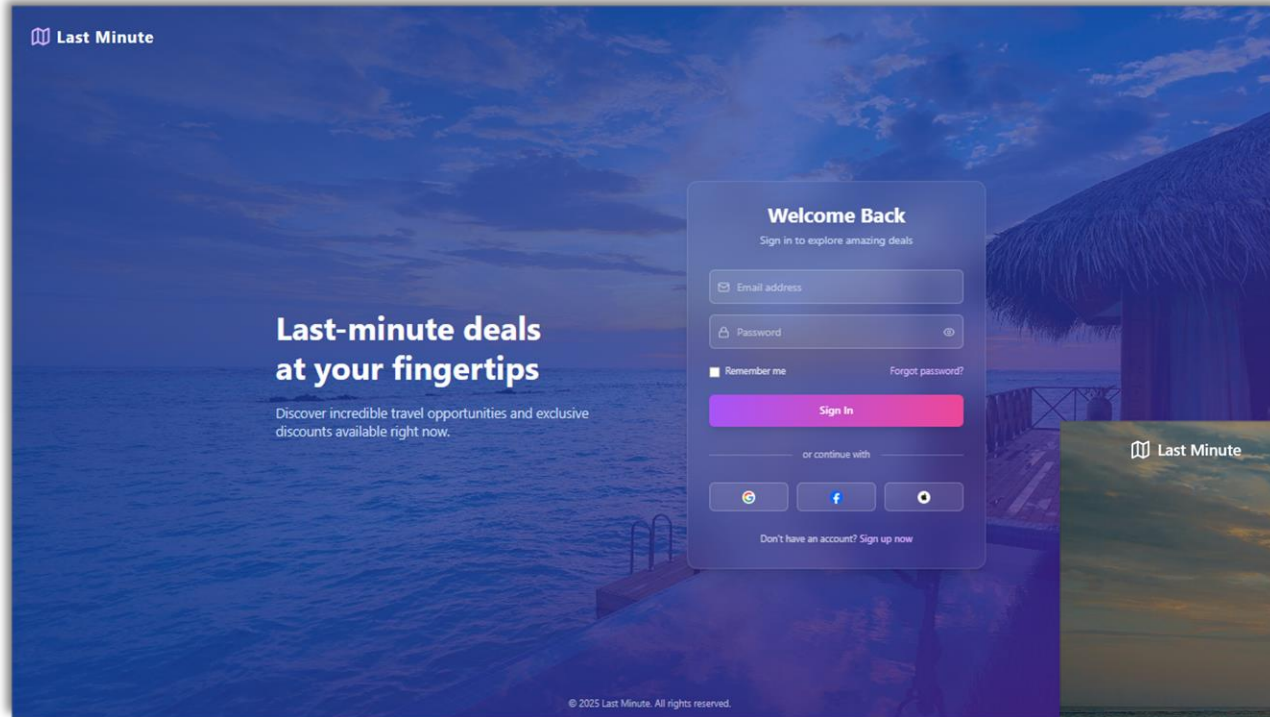 Last Minute
Last-minute deals
at your fingertips
Discover incredible travel opportunities and exclusive
discounts available right now.
Welcome Back
Sign in to explore amazing deals
Email address
Password
Remember me
Forgot password?
Sign In
or continue with
Don't have an account? Sign up now
Last Minute
© 2025 Last Minute. All rights reserved.